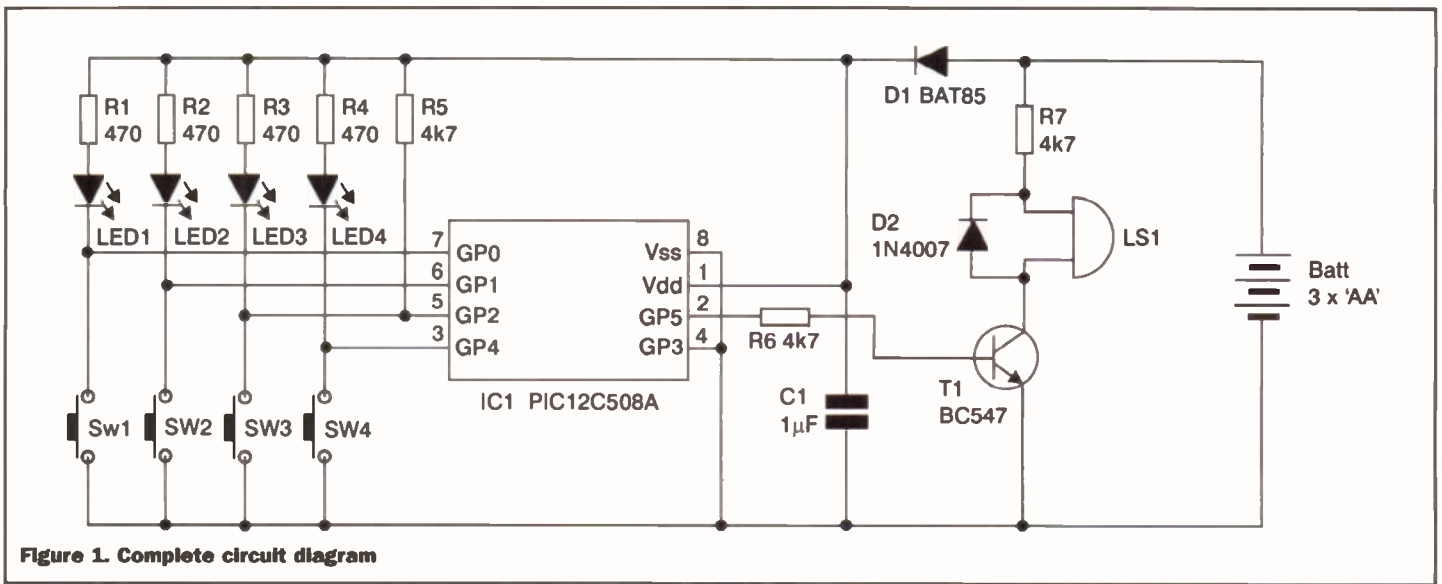 R1
470
R2
470
R3
470
R4
470
R5
4k7
D1 BAT85
R7
4k7
LED1
LED2
LED3
LED4
D2
1N4007
LS1
7
GP0
6
GP1
5
GP2
3
GP4
Vss
8
Vdd
1
GP5
2
GP3
4
R6 4k7
IC1 PIC12C508A
Batt
3 x 'AA'
T1
BC547
C1
1μF
Sw1
SW2
SW3
SW4
Figure 1. Complete circuit diagram